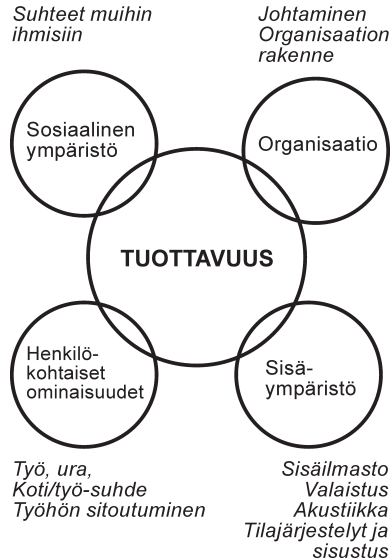 Suhteet muihin
ihmisiin
Johtaminen
Organisaation
rakenne
Sosiaalinen
ympäristö
Organisaatio
TUOTTAVUUS
Henkilö-
kohtaiset
ominaisuudet
Sisä-
ympäristö
Työ, ura,
Koti/työ-suhde
Työhön sitoutuminen
Sisäilmasto
Valaistus
Akustiikka
Tilajärjestelyt ja
sisustus